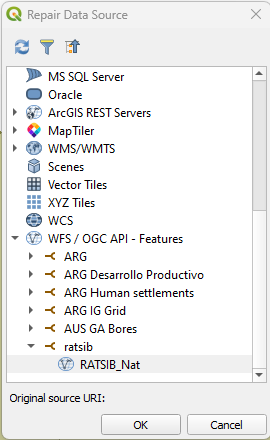 Repair Data Source
MS SQL Server
Oracle
ArcGIS REST Servers
MapTiler
WMS/WMTS
Scenes
Vector Tiles
XYZ Tiles
WCS
WFS / OGC API - Features
ARG
ARG Desarrollo Productivo
ARG Human settlements
ARG IG Grid
AUS GA Bores
ratsib
RATSIB_Nat
Original source URI:
OK Cancel